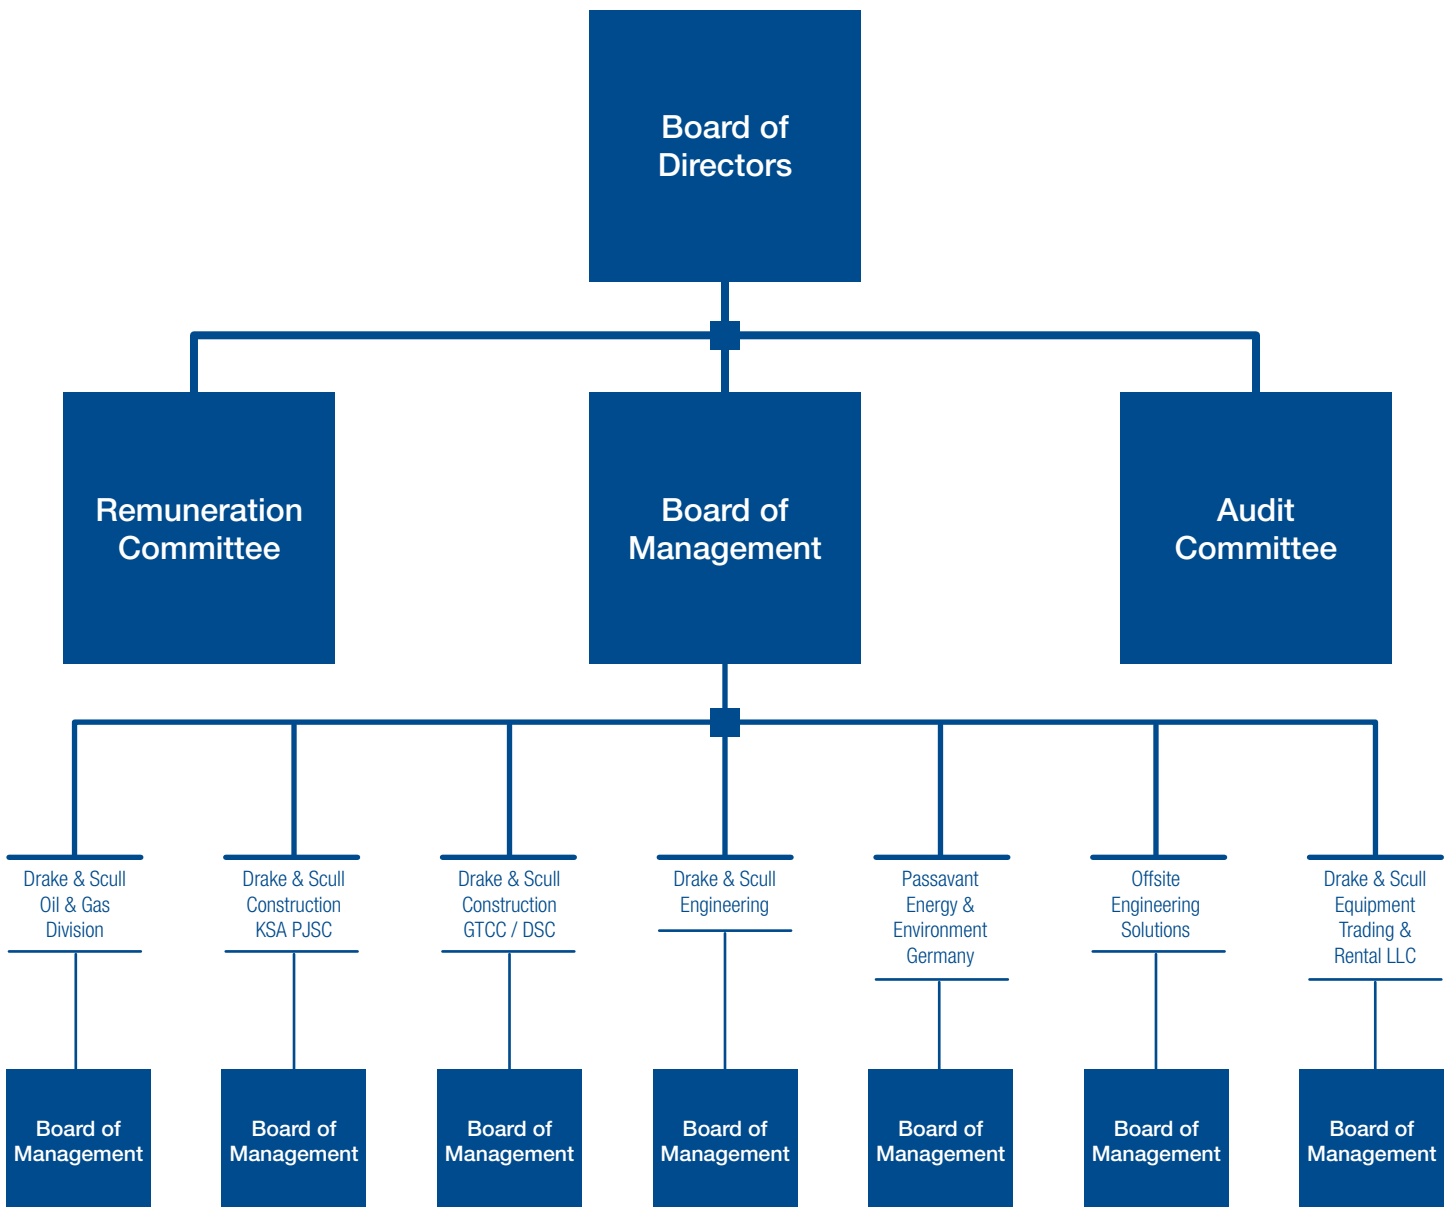 Board of
Directors
Remuneration
Committee
Board of
Management
Audit
Committee
Drake & Scull
Oil & Gas
Division
Drake & Scull
Construction
KSA PJSC
Drake & Scull
Construction
GTCC / DSC
Drake & Scull
Engineering
Passavant
Energy &
Environment
Germany
Offsite
Engineering
Solutions
Drake & Scull
Equipment
Trading &
Rental LLC
Board of
Management
Board of
Management
Board of
Management
Board of
Management
Board of
Management
Board of
Management
Board of
Management